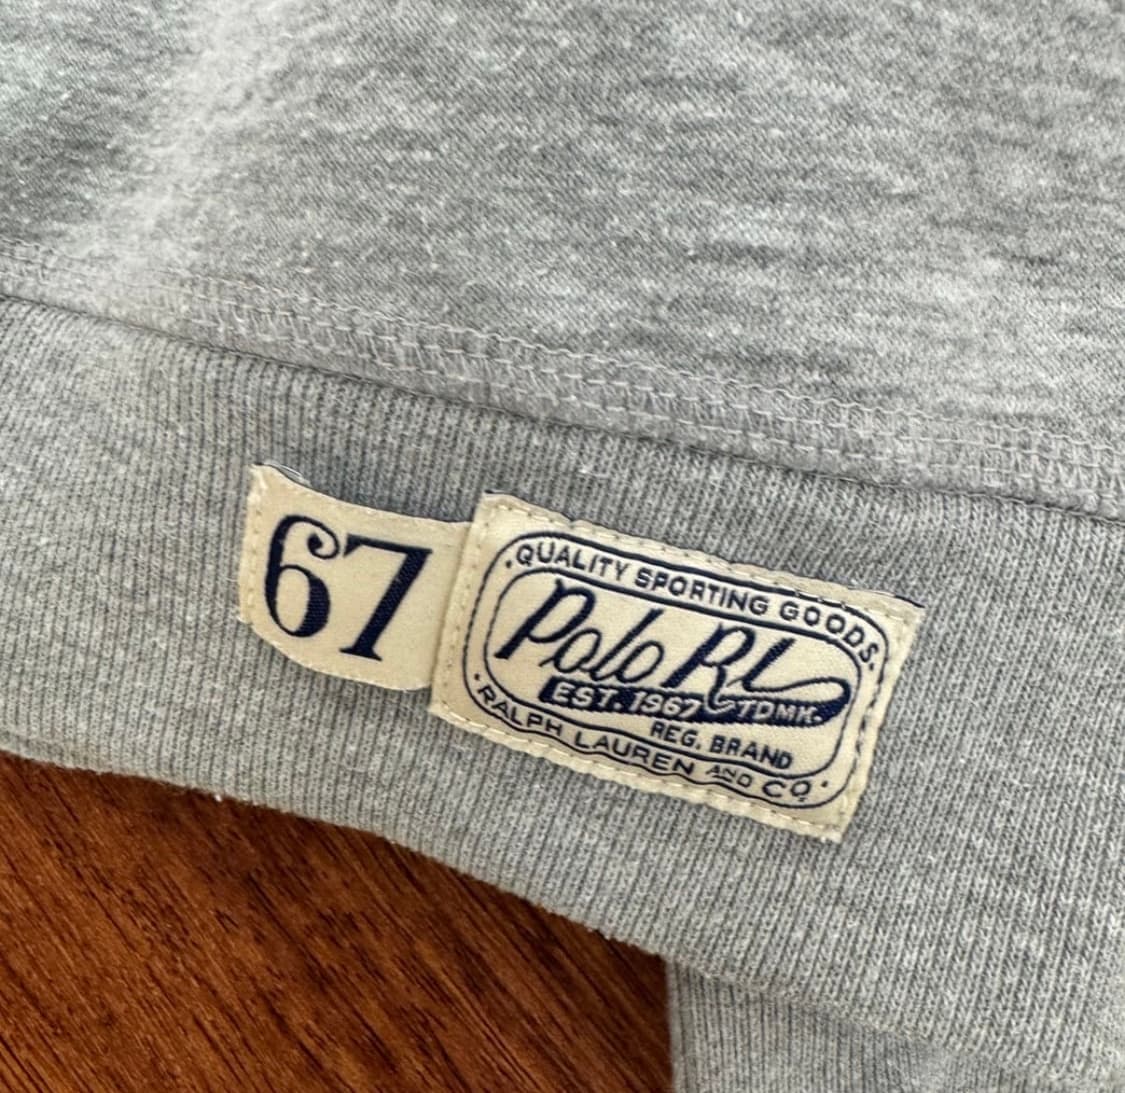 67
·QUALITY SPORTING GOODS·
Polo RL
EST. 1967 TDMK.
REG. BRAND
·RALPH LAUREN AND CO.·